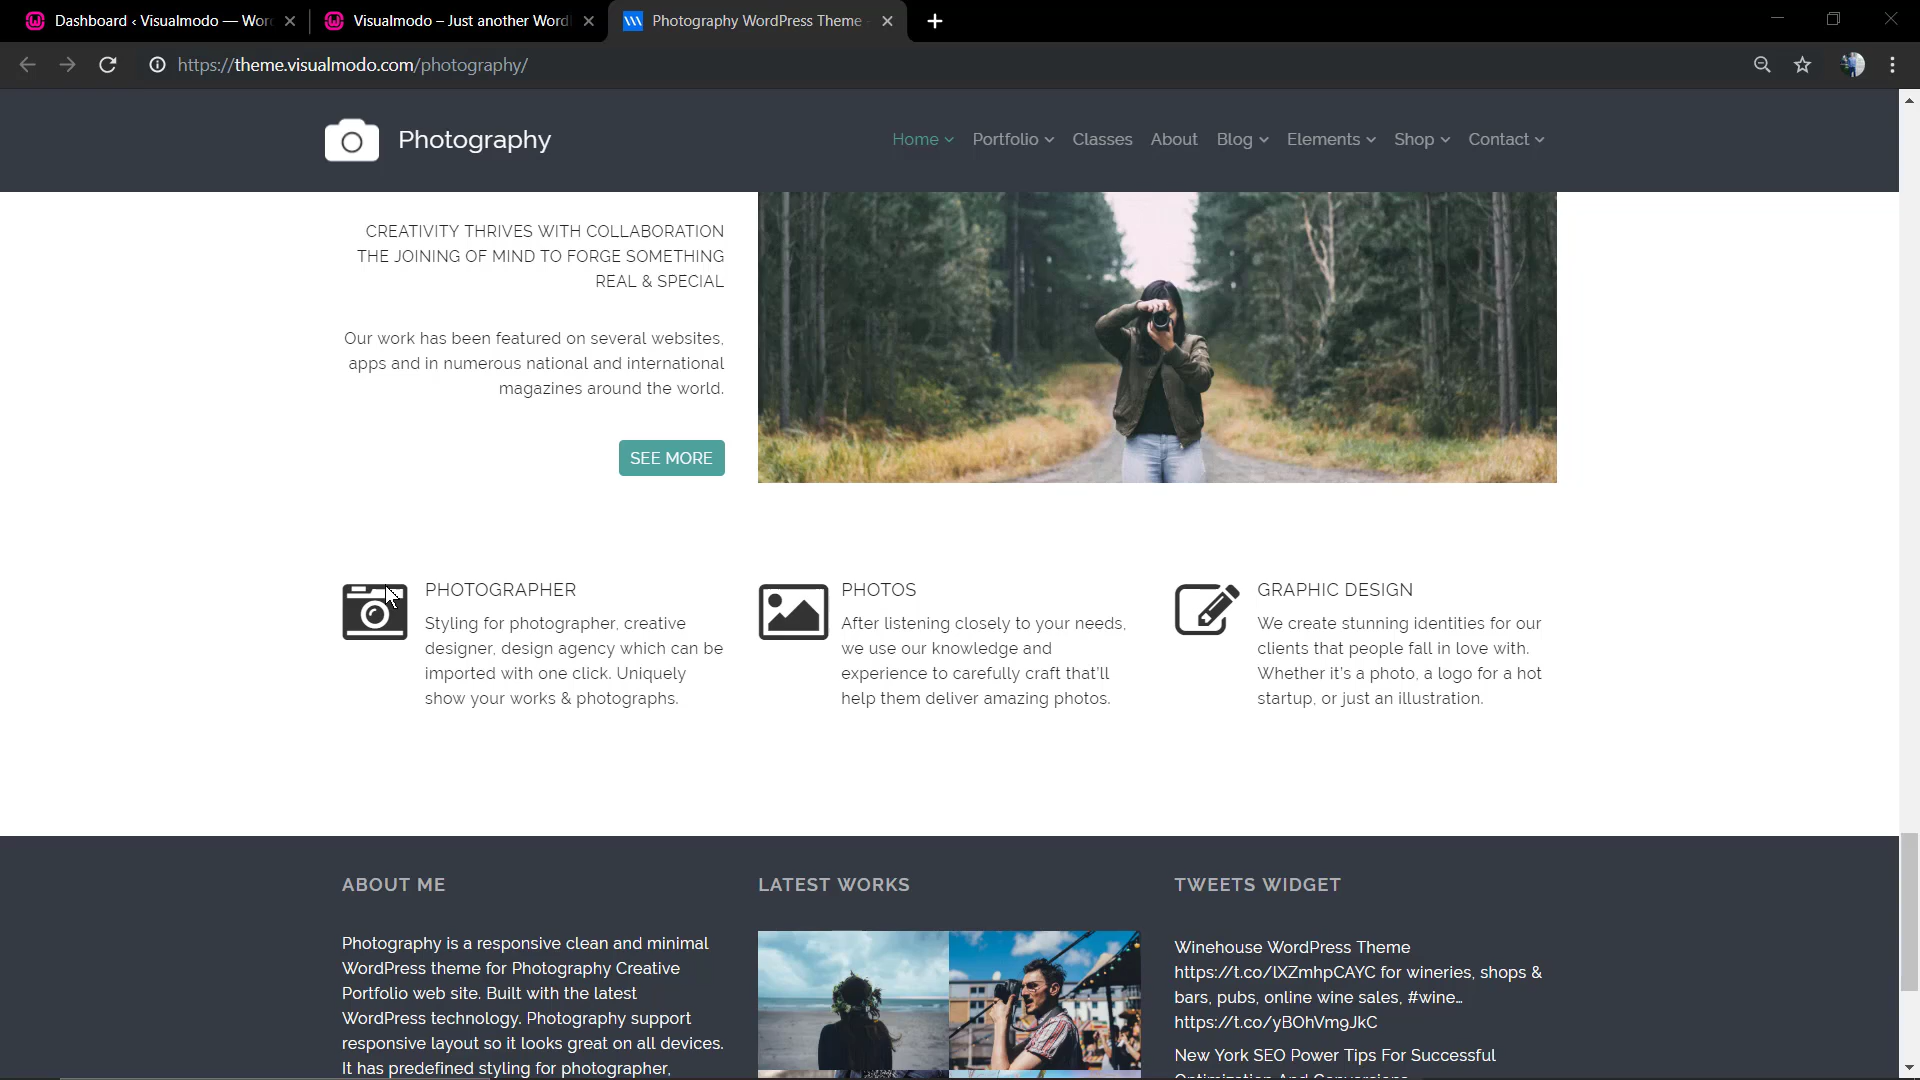 Dashboard ‹ Visualmodo — Wor
Visualmodo – Just another Word
Photography WordPress Theme
https://theme.visualmodo.com/photography/
Photography
Home
Portfolio
Classes
About
Blog
Elements
Shop
Contact
CREATIVITY THRIVES WITH COLLABORATION
THE JOINING OF MIND TO FORGE SOMETHING
REAL & SPECIAL
Our work has been featured on several websites,
apps and in numerous national and international
magazines around the world.
SEE MORE
PHOTOGRAPHER
Styling for photographer, creative
designer, design agency which can be
imported with one click. Uniquely
show your works & photographs.
PHOTOS
After listening closely to your needs,
we use our knowledge and
experience to carefully craft that'll
help them deliver amazing photos.
GRAPHIC DESIGN
We create stunning identities for our
clients that people fall in love with.
Whether it's a photo, a logo for a hot
startup, or just an illustration.
ABOUT ME
Photography is a responsive clean and minimal
WordPress theme for Photography Creative
Portfolio web site. Built with the latest
WordPress technology. Photography support
responsive layout so it looks great on all devices.
It has predefined styling for photographer,
LATEST WORKS
TWEETS WIDGET
Winehouse WordPress Theme
https://t.co/lXZmhpCAYC for wineries, shops &
bars, pubs, online wine sales, #wine…
https://t.co/yBOhVm9JkC
New York SEO Power Tips For Successful
Optimization And Conversions